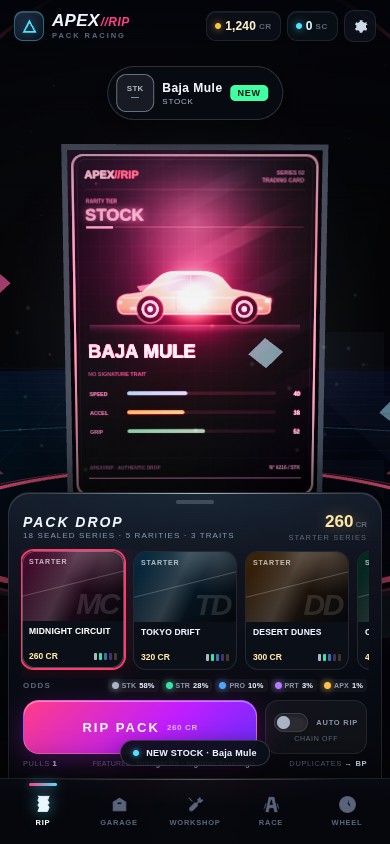 APEX//RIP
PACK RACING
1,240 CR
0 SC
STK
—
Baja Mule
STOCK
NEW
APEX//RIP
SERIES 02
TRADING CARD
RARITY TIER
STOCK
BAJA MULE
NO SIGNATURE TRAIT
SPEED 40
ACCEL 38
GRIP 52
APEX//RIP · AUTHENTIC DROP
PACK DROP
18 SEALED SERIES · 5 RARITIES · 3 TRAITS
260 CR
STARTER SERIES
STARTER
MC
MIDNIGHT CIRCUIT
260 CR
STARTER
TD
TOKYO DRIFT
320 CR
STARTER
DD
DESERT DUNES
300 CR
C
4
ODDS
STK 58%
STR 28%
PRO 10%
PRT 3%
APX 1%
RIP PACK 260 CR
AUTO RIP
CHAIN OFF
NEW STOCK · Baja Mule
PULLS 1
DUPLICATES → BP
RIP
GARAGE
WORKSHOP
RACE
WHEEL